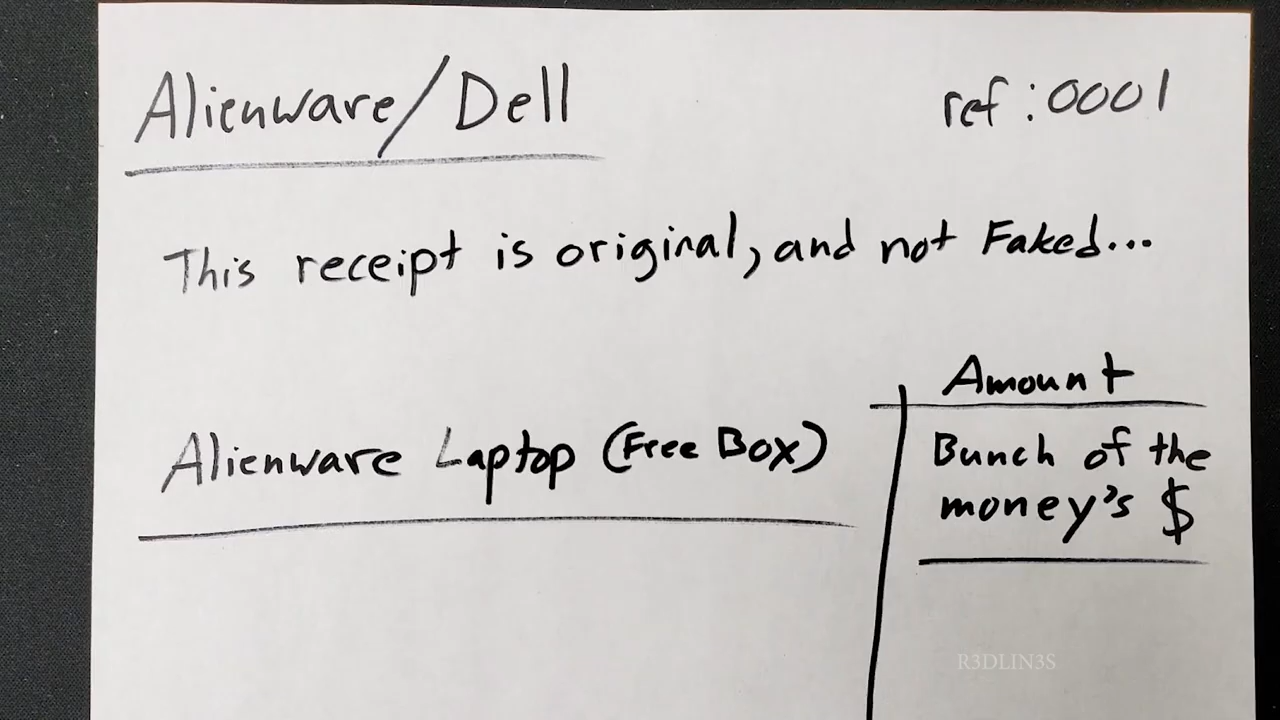 Alienware/Dell
ref:0001
This receipt is original, and not Faked...
Amount
Alienware Laptop (Free Box)
Bunch of the
money's $
R3DLIN3S